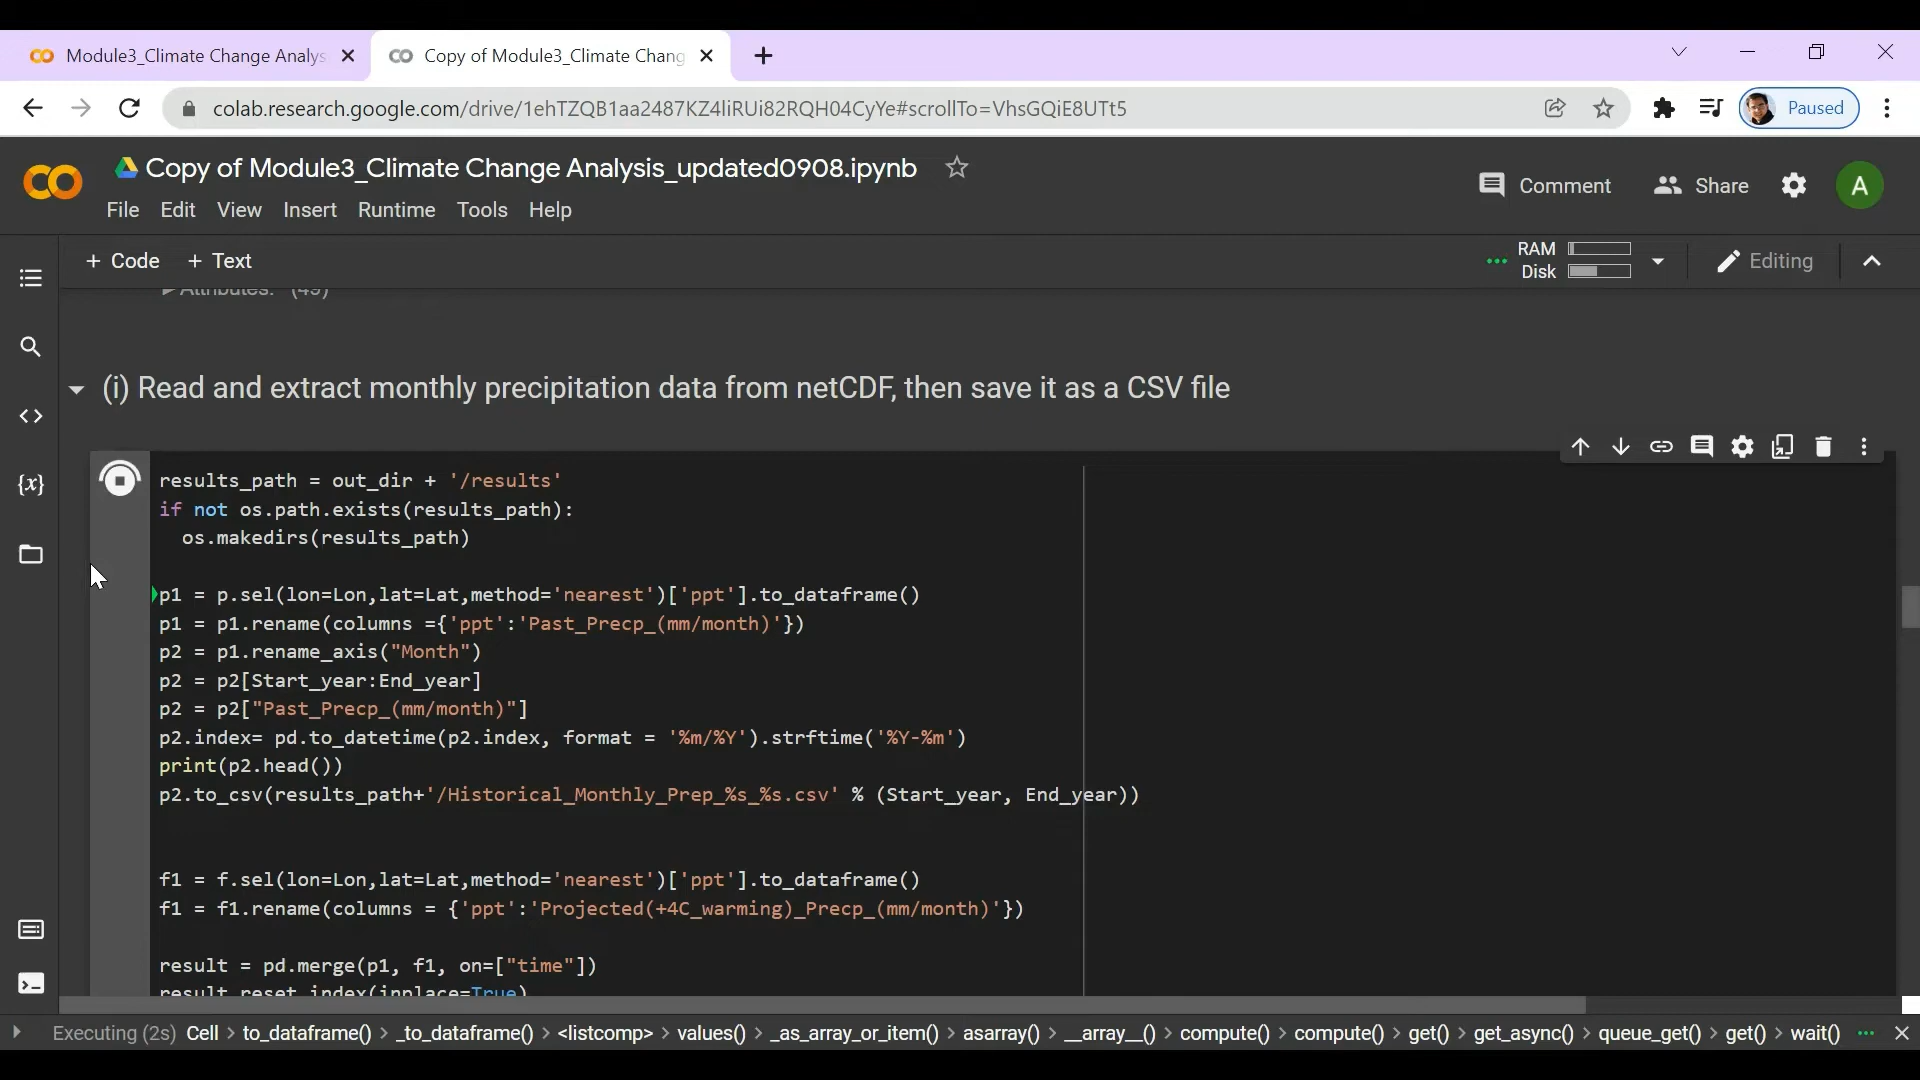 Module3_Climate Change Analys
Copy of Module3_Climate Chang
colab.research.google.com/drive/1ehTZQB1aa2487KZ4liRUi82RQH04CyYe#scrollTo=VhsGQiE8UTt5
Paused
Copy of Module3_Climate Change Analysis_updated0908.ipynb
Comment
Share
A
File Edit View Insert Runtime Tools Help
+ Code + Text
RAM
Disk
Editing
Attributes: (49)
(i) Read and extract monthly precipitation data from netCDF, then save it as a CSV file
results_path = out_dir + '/results'
if not os.path.exists(results_path):
os.makedirs(results_path)
p1 = p.sel(lon=Lon,lat=Lat,method='nearest')['ppt'].to_dataframe()
p1 = p1.rename(columns ={'ppt':'Past_Precp_(mm/month)'})
p2 = p1.rename_axis("Month")
p2 = p2[Start_year:End_year]
p2 = p2["Past_Precp_(mm/month)"]
p2.index= pd.to_datetime(p2.index, format = '%m/%Y').strftime('%Y-%m')
print(p2.head())
p2.to_csv(results_path+'/Historical_Monthly_Prep_%s_%s.csv' % (Start_year, End_year))
f1 = f.sel(lon=Lon,lat=Lat,method='nearest')['ppt'].to_dataframe()
f1 = f1.rename(columns = {'ppt':'Projected(+4C_warming)_Precp_(mm/month)'})
result = pd.merge(p1, f1, on=["time"])
result.reset_index(inplace=True)
Executing (2s) Cell > to_dataframe() > _to_dataframe() > <listcomp> > values() > _as_array_or_item() > asarray() > __array__() > compute() > compute() > get() > get_async() > queue_get() > get() > wait()